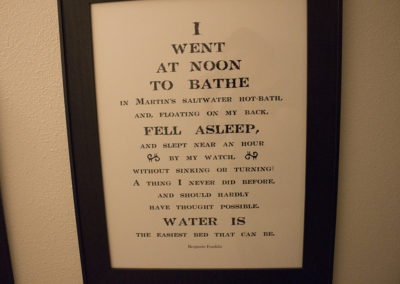 I
WENT
AT NOON
TO BATHE
IN MARTIN'S SALTWATER HOT-BATH,
AND, FLOATING ON MY BACK,
FELL ASLEEP,
AND SLEPT NEAR AN HOUR
BY MY WATCH,
WITHOUT SINKING OR TURNING!
A THING I NEVER DID BEFORE,
AND SHOULD HARDLY
HAVE THOUGHT POSSIBLE.
WATER IS
THE EASIEST BED THAT CAN BE.
Benjamin Franklin